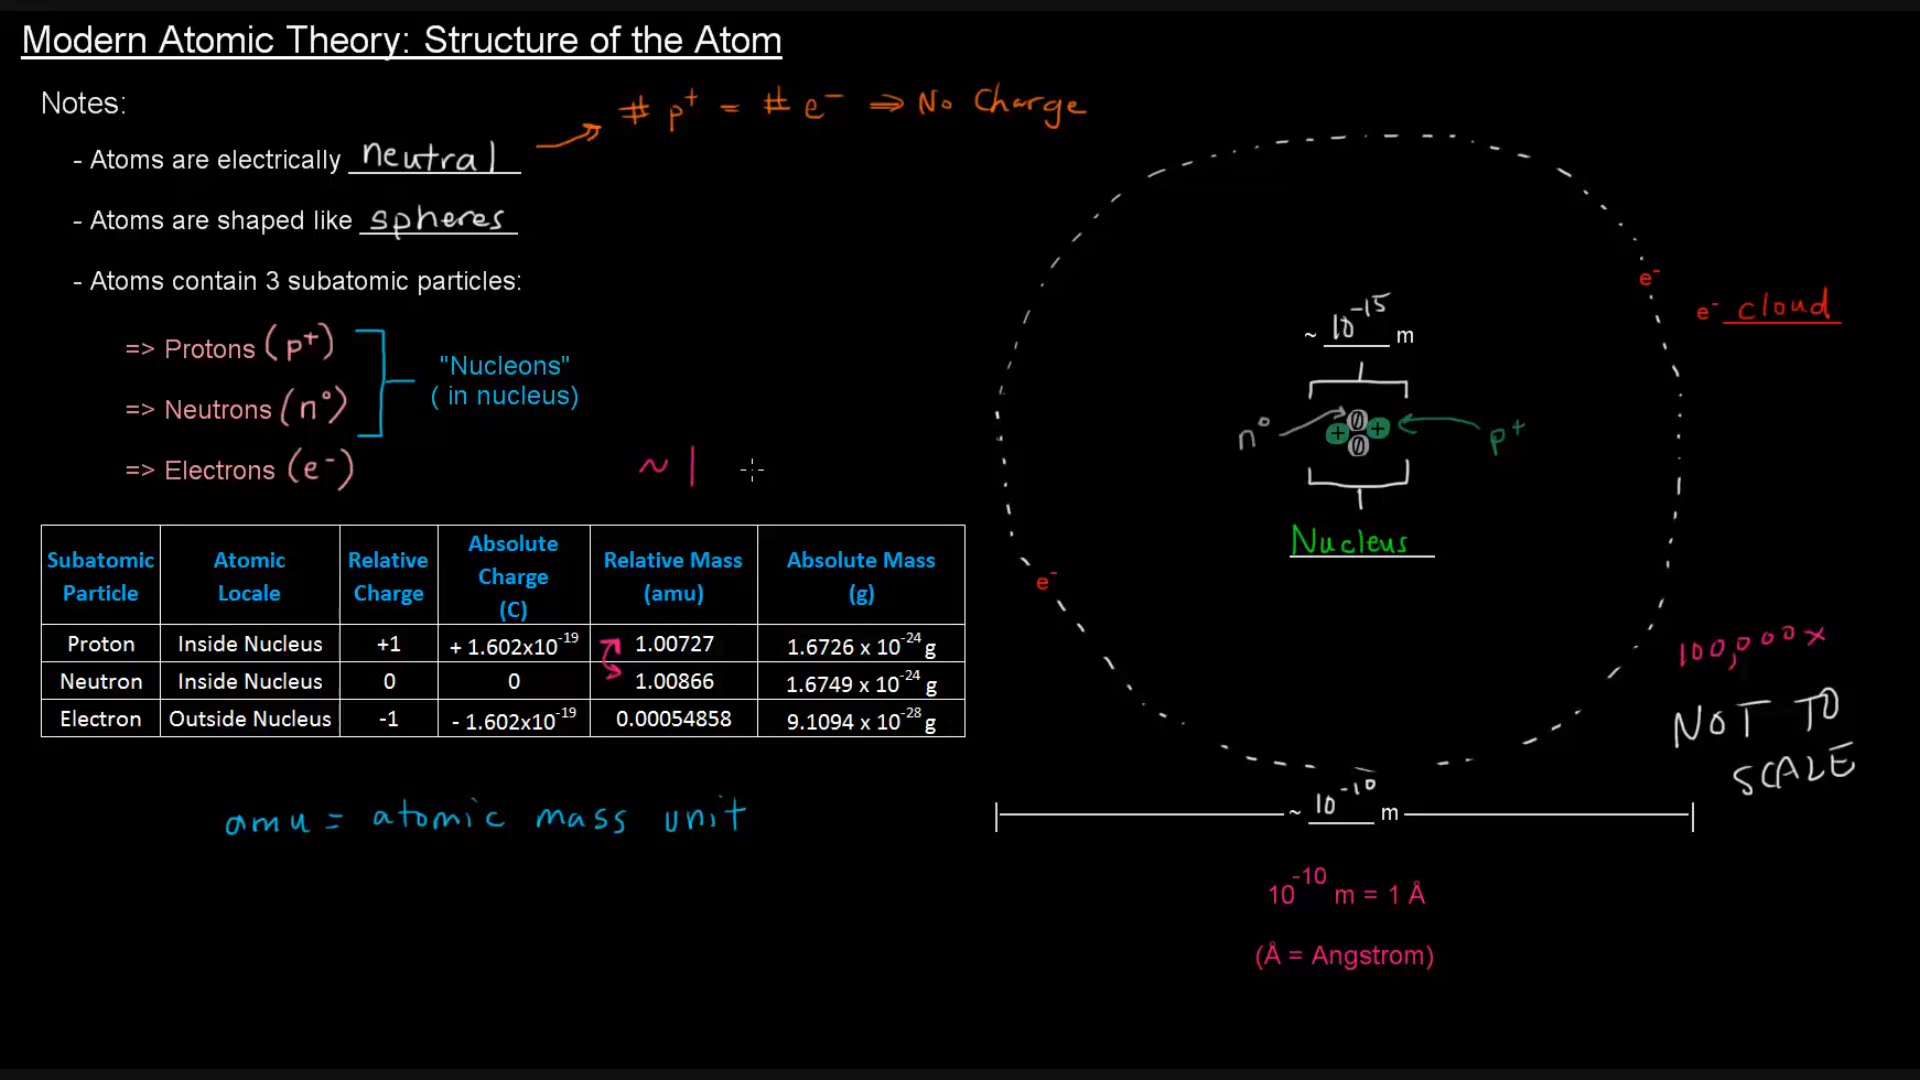 Modern Atomic Theory: Structure of the Atom
Notes:
# p⁺ = # e⁻ ⇒ No Charge
- Atoms are electrically neutral
- Atoms are shaped like spheres
- Atoms contain 3 subatomic particles:
=> Protons (p⁺)
=> Neutrons (n⁰)
"Nucleons"
( in nucleus)
=> Electrons (e⁻)
~ 1
Subatomic Particle | Atomic Locale | Relative Charge | Absolute Charge (C) | Relative Mass (amu) | Absolute Mass (g)
Proton | Inside Nucleus | +1 | + 1.602x10⁻¹⁹ | 1.00727 | 1.6726 x 10⁻²⁴ g
Neutron | Inside Nucleus | 0 | 0 | 1.00866 | 1.6749 x 10⁻²⁴ g
Electron | Outside Nucleus | -1 | - 1.602x10⁻¹⁹ | 0.00054858 | 9.1094 x 10⁻²⁸ g
amu = atomic mass unit
e⁻
e⁻ cloud
~ 10⁻¹⁵ m
n⁰
0
+ +
0
p⁺
Nucleus
e⁻
100,000x
NOT TO
SCALE
~ 10⁻¹⁰ m
10⁻¹⁰ m = 1 Å
(Å = Angstrom)